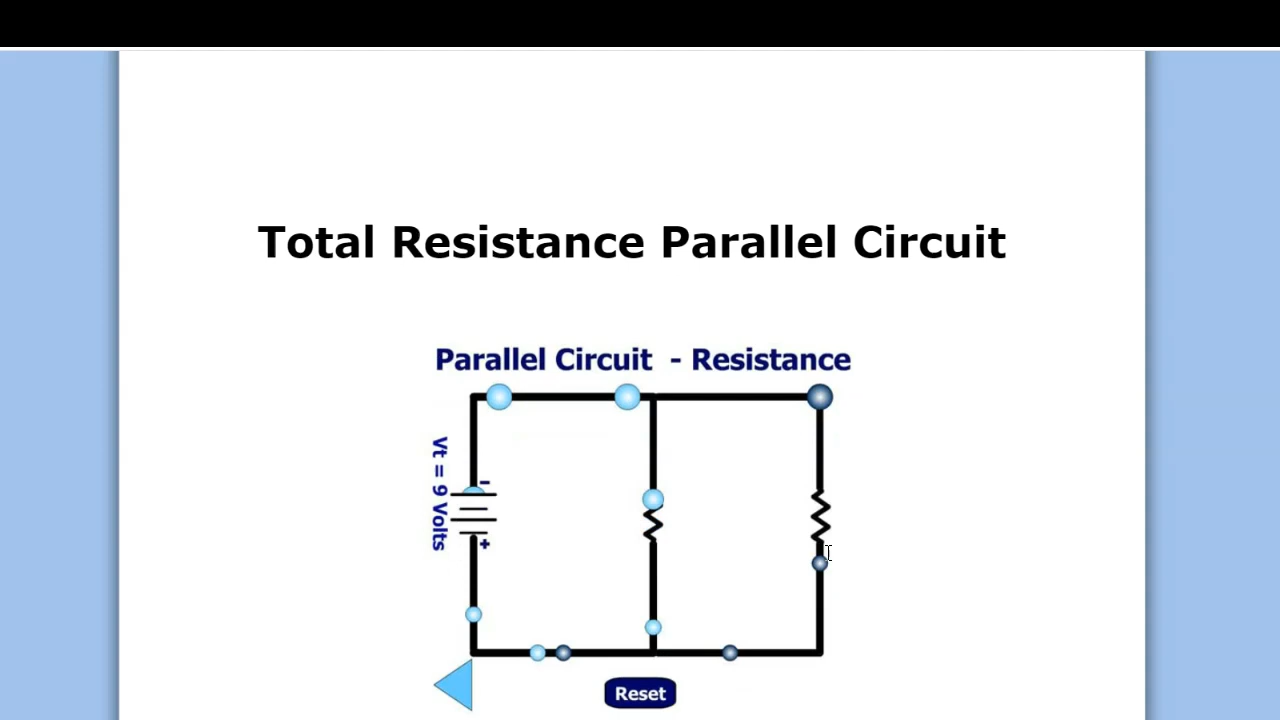 Total Resistance Parallel Circuit
Parallel Circuit - Resistance
Vt = 9 Volts
-
+
Reset